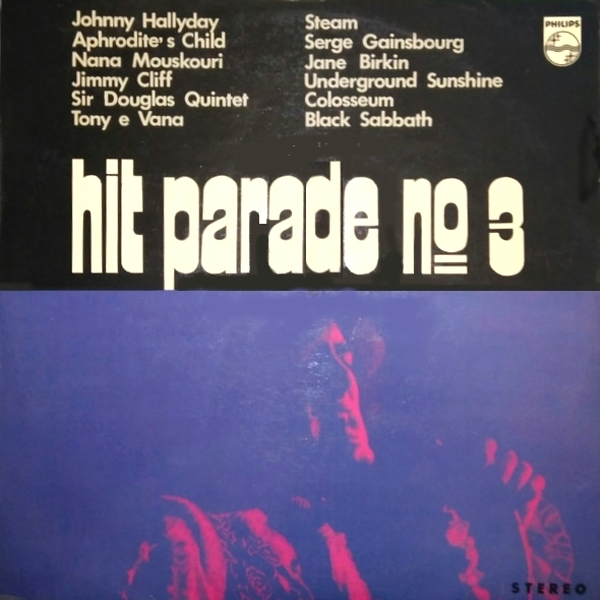 Johnny Hallyday
Aphrodite's Child
Nana Mouskouri
Jimmy Cliff
Sir Douglas Quintet
Tony e Vana
Steam
Serge Gainsbourg
Jane Birkin
Underground Sunshine
Colosseum
Black Sabbath
PHILIPS
hit parade nº 3
STEREO